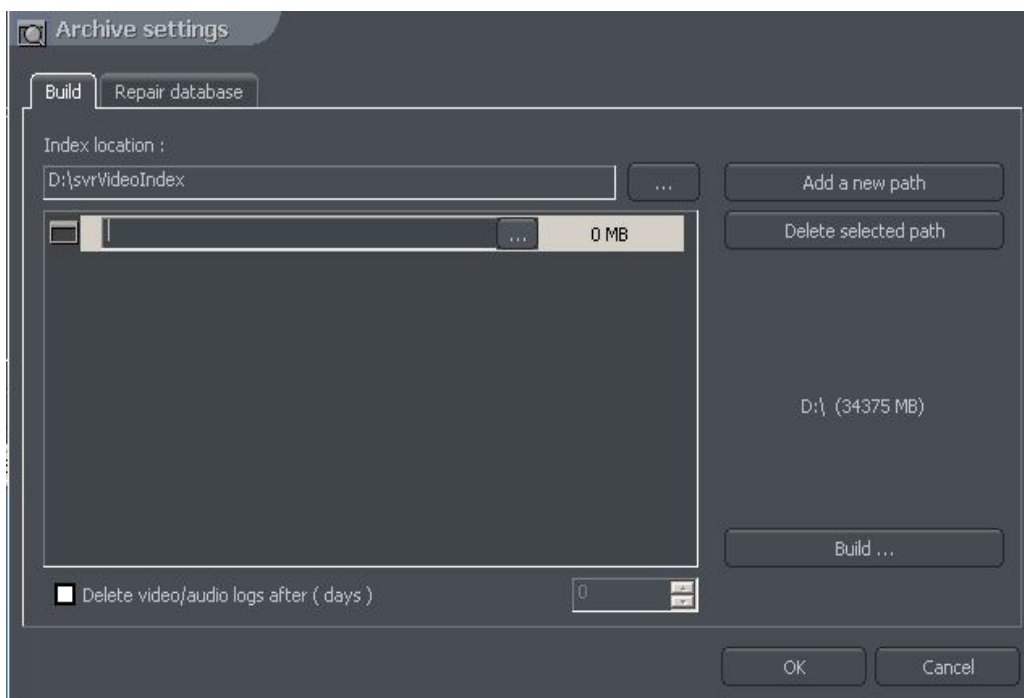 Archive settings
Build
Repair database
Index location :
D:\svrVideoIndex
...
Add a new path
...
0 MB
Delete selected path
D:\ (34375 MB)
Build ...
Delete video/audio logs after ( days )
0
OK
Cancel